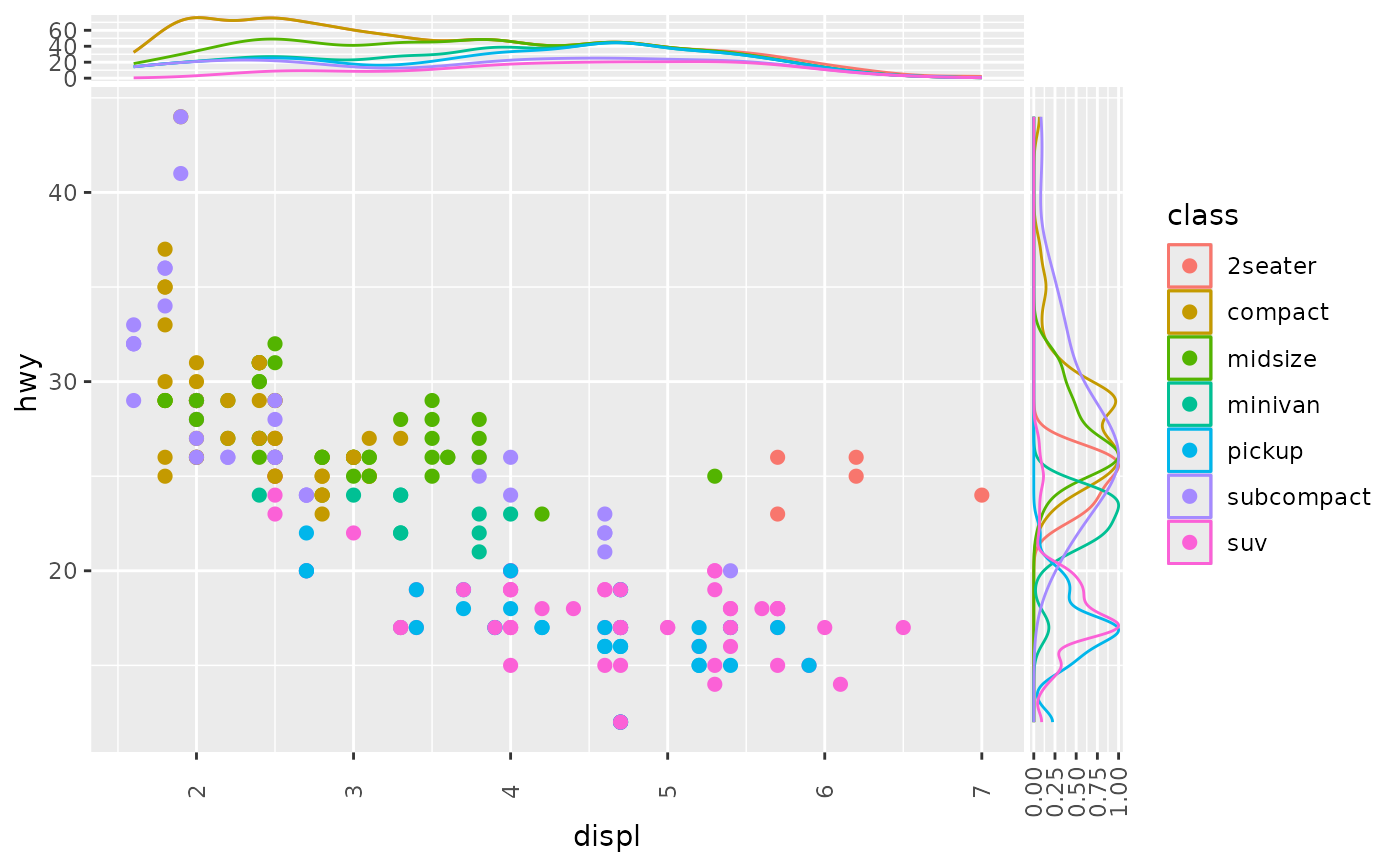 60
40
20
0
40
30
20
hwy
2 3 4 5 6 7
0.00 0.25 0.50 0.75 1.00
displ
class
2seater
compact
midsize
minivan
pickup
subcompact
suv